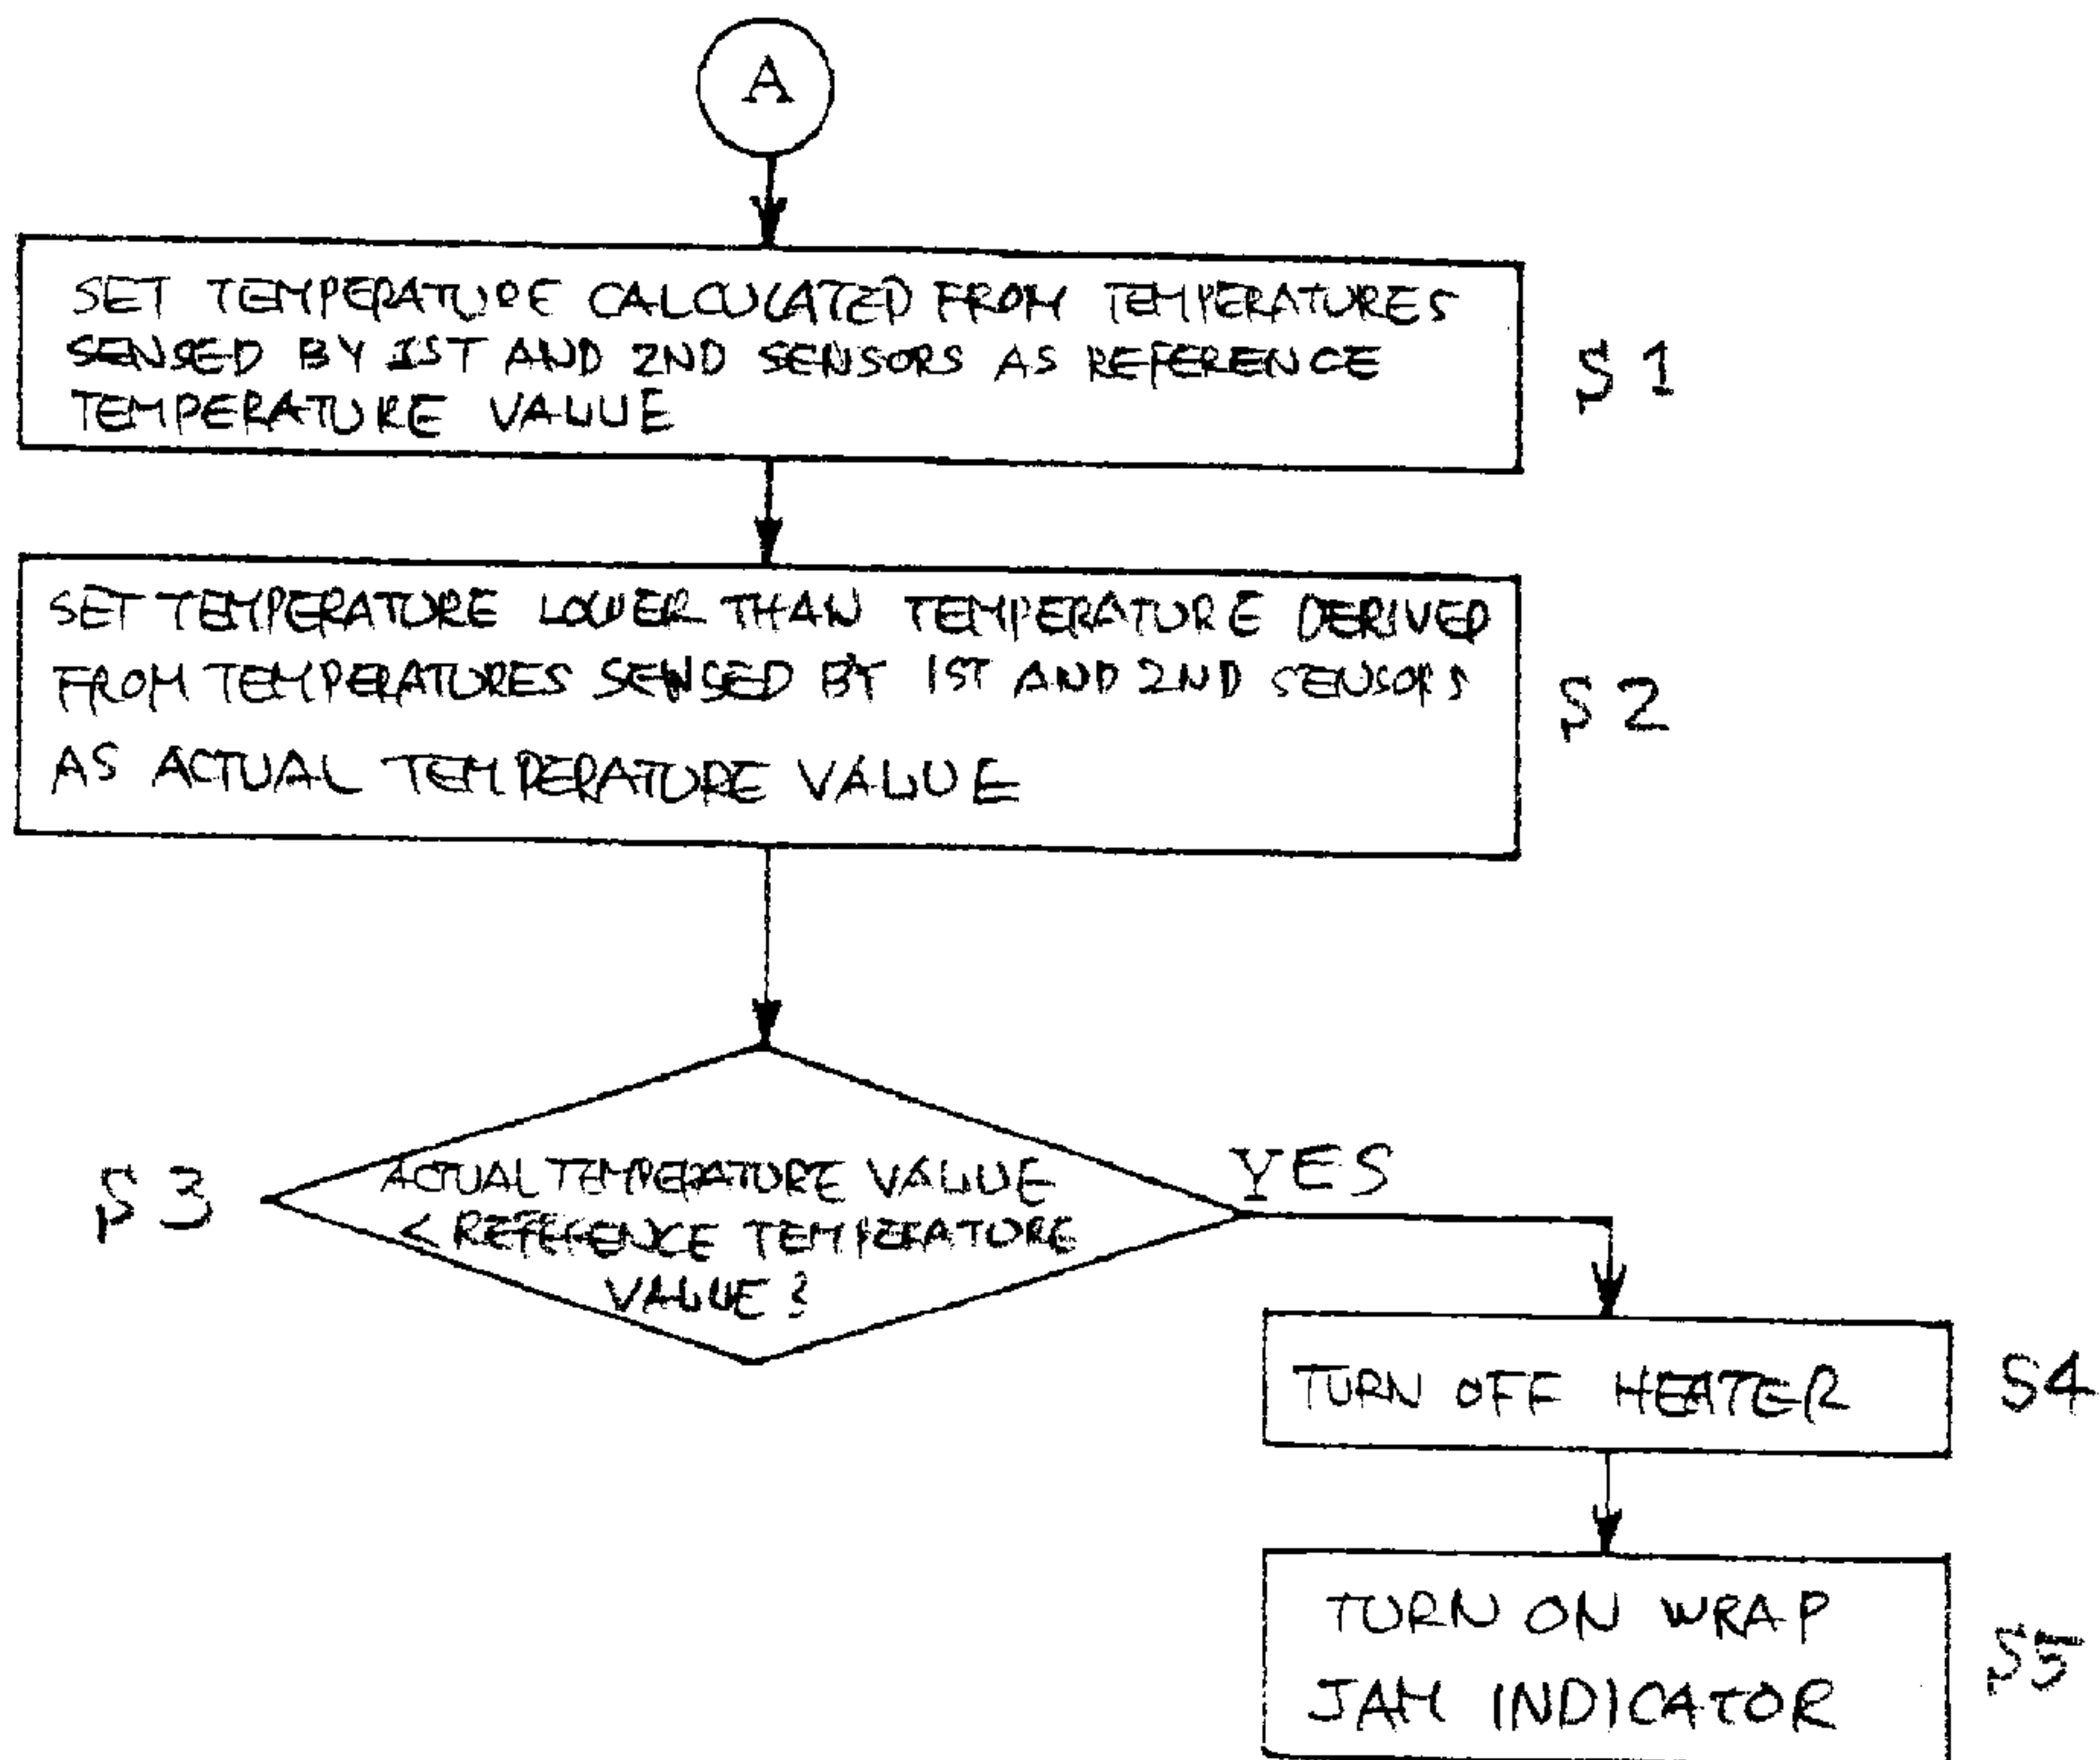 A
SET TEMPERATURE CALCULATED FROM TEMPERATURES
SENSED BY 1ST AND 2ND SENSORS AS REFERENCE
TEMPERATURE VALUE
S1
SET TEMPERATURE LOWER THAN TEMPERATURE DERIVED
FROM TEMPERATURES SENSED BY 1ST AND 2ND SENSORS
AS ACTUAL TEMPERATURE VALUE
S2
S3
ACTUAL TEMPERATURE VALUE
< REFERENCE TEMPERATURE
VALUE?
YES
TURN OFF HEATER
S4
TURN ON WRAP
JAM INDICATOR
S5